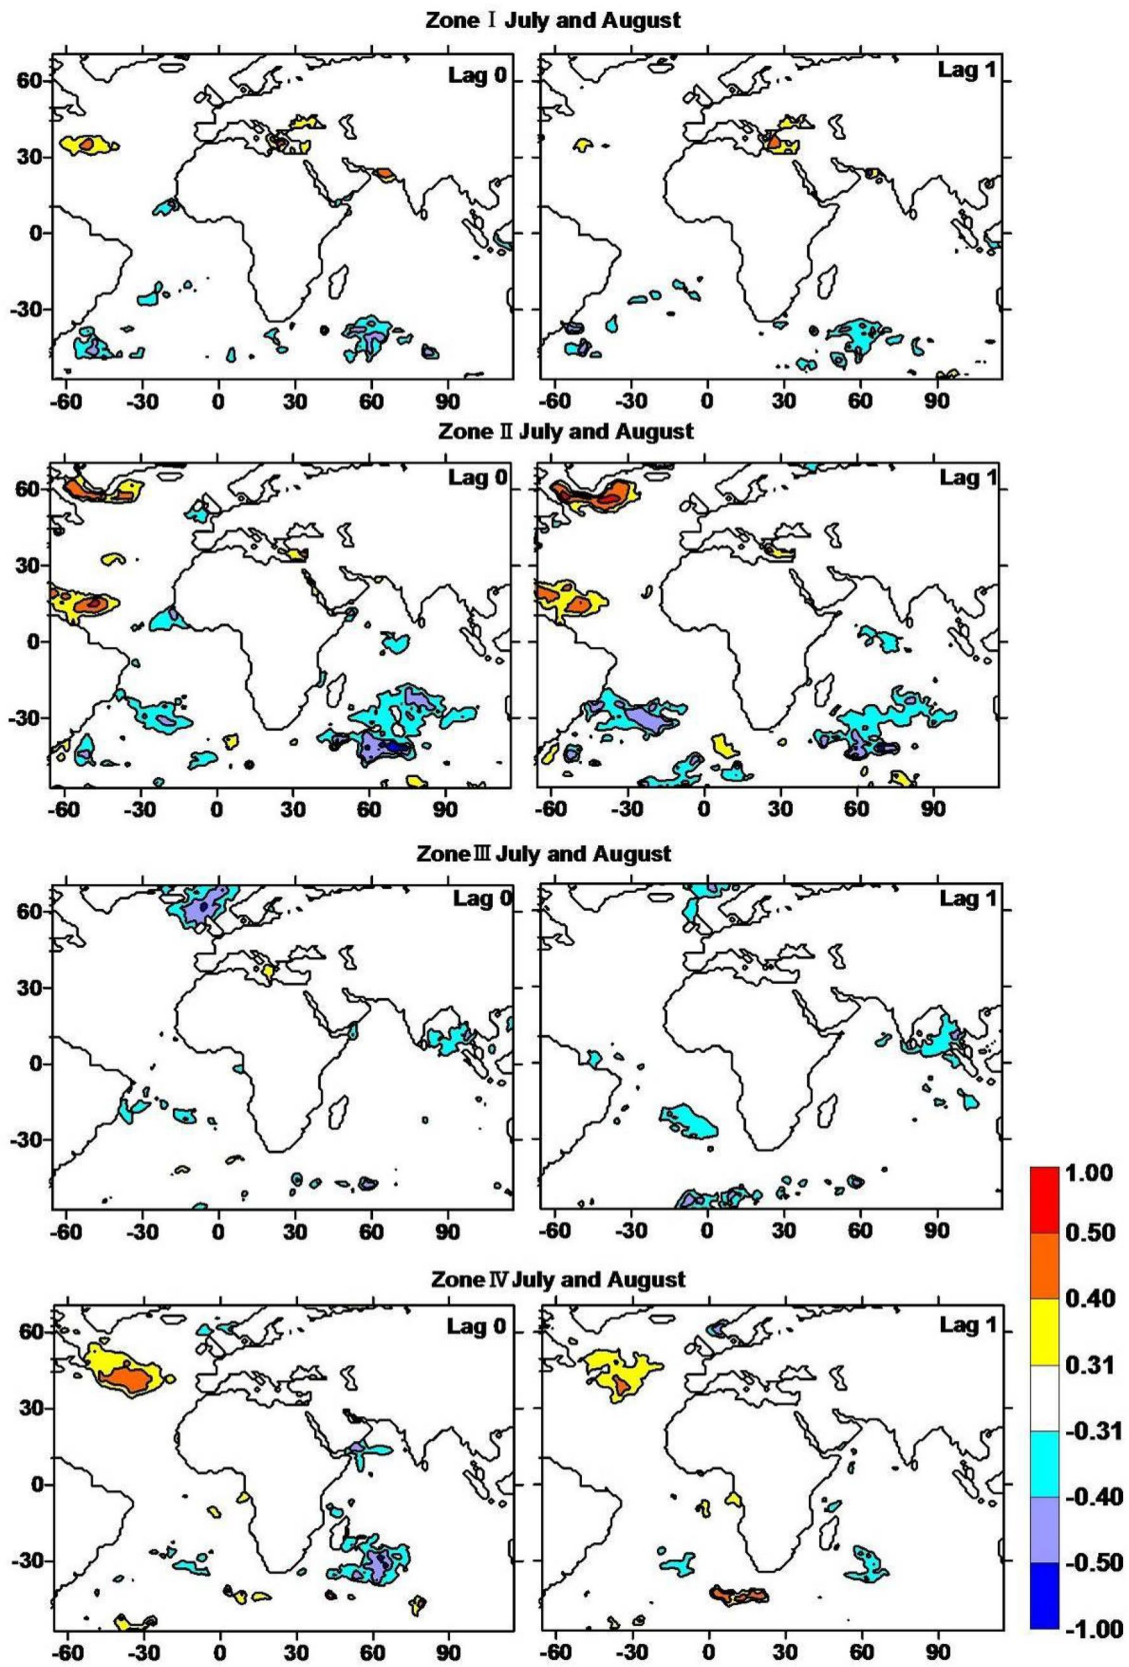 Zone Ⅰ July and August
Lag 0
Lag 1
60
30
0
-30
-60 -30 0 30 60 90
-60 -30 0 30 60 90
Zone Ⅱ July and August
Lag 0
Lag 1
60
30
0
-30
-60 -30 0 30 60 90
-60 -30 0 30 60 90
Zone Ⅲ July and August
Lag 0
Lag 1
60
30
0
-30
-60 -30 0 30 60 90
-60 -30 0 30 60 90
Zone Ⅳ July and August
Lag 0
Lag 1
60
30
0
-30
-60 -30 0 30 60 90
-60 -30 0 30 60 90
1.00
0.50
0.40
0.31
-0.31
-0.40
-0.50
-1.00